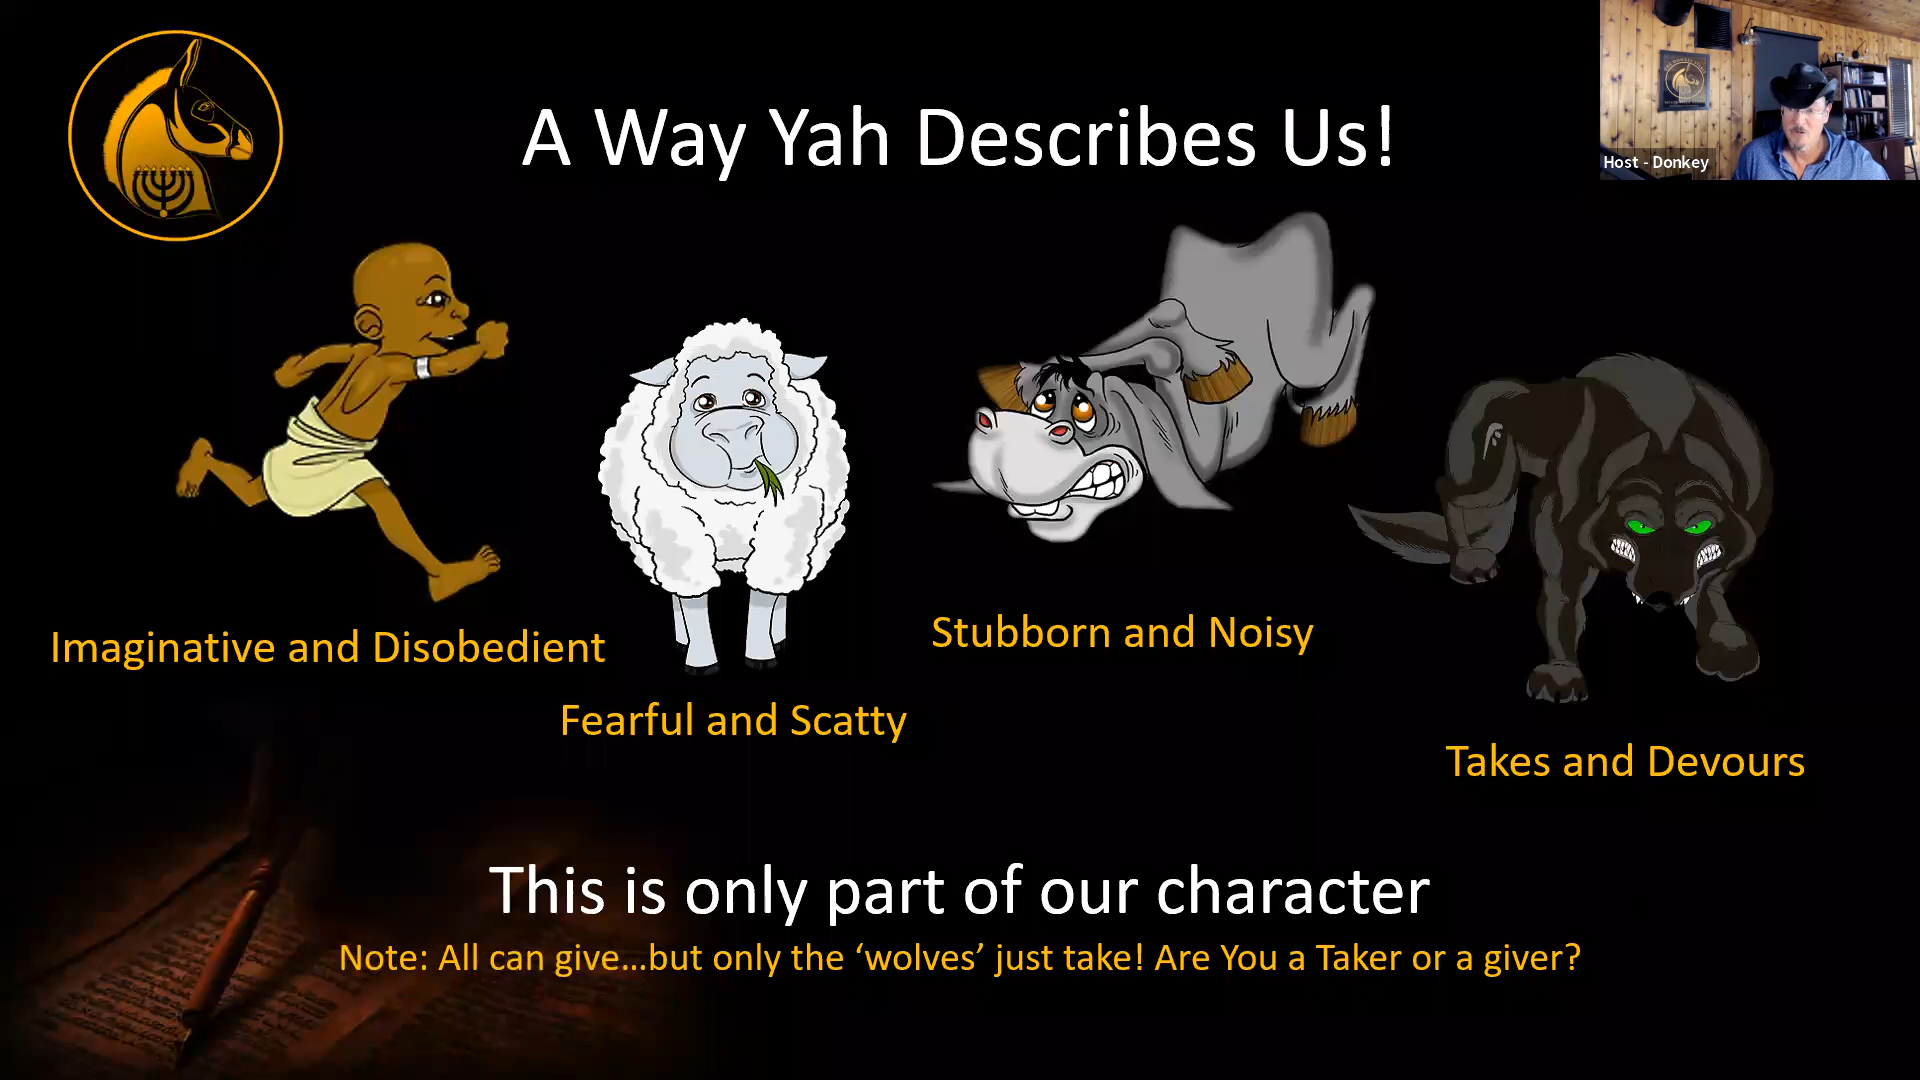 A Way Yah Describes Us!
Host - Donkey
Imaginative and Disobedient
Fearful and Scatty
Stubborn and Noisy
Takes and Devours
This is only part of our character
Note: All can give...but only the ‘wolves’ just take! Are You a Taker or a giver?